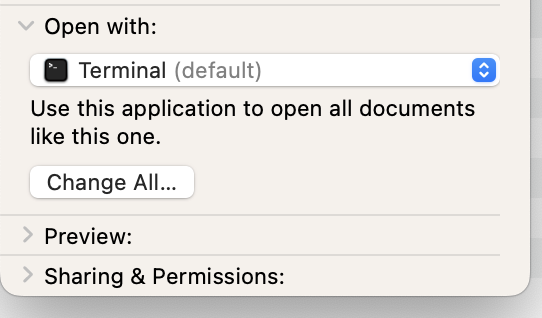 Open with:
Terminal (default)
Use this application to open all documents
like this one.
Change All...
Preview:
Sharing & Permissions: